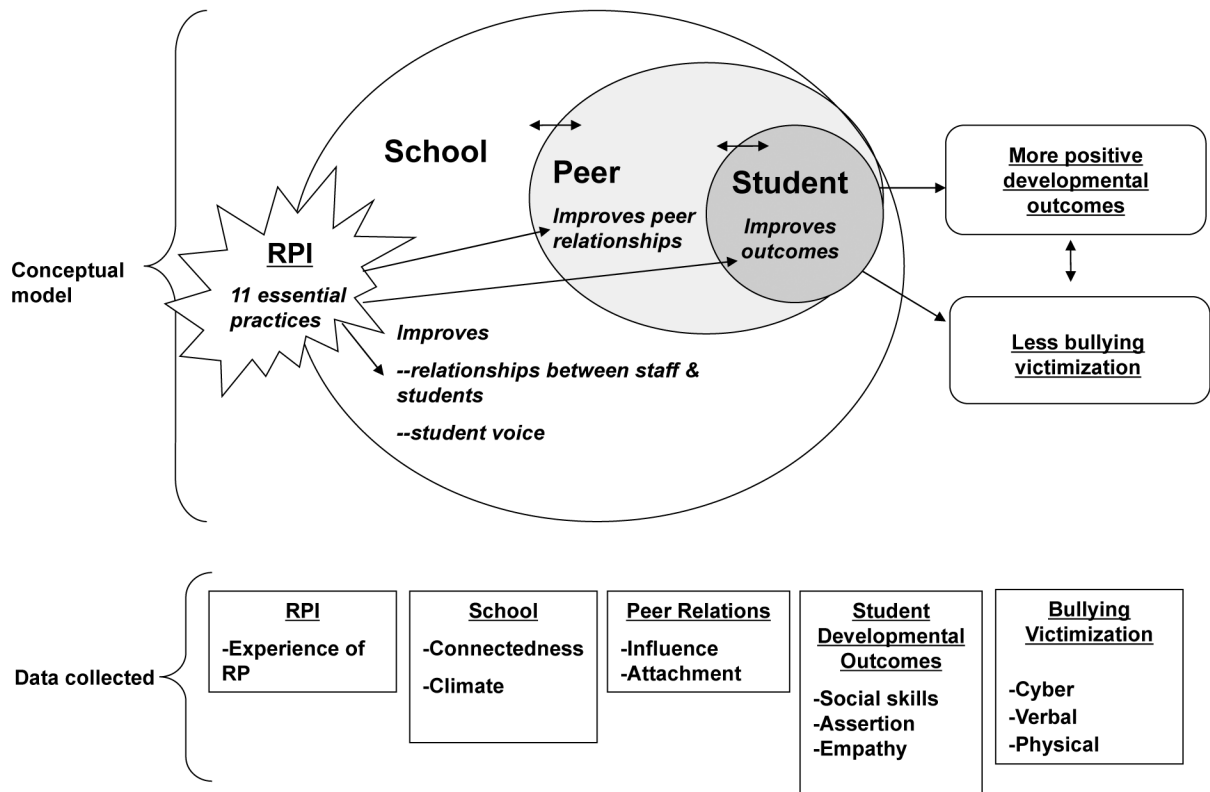 Conceptual
model
RPI
11 essential
practices
School
Improves
--relationships between staff &
students
--student voice
Peer
Improves peer
relationships
Student
Improves
outcomes
More positive
developmental
outcomes
Less bullying
victimization
Data collected
RPI
-Experience of
RP
School
-Connectedness
-Climate
Peer Relations
-Influence
-Attachment
Student
Developmental
Outcomes
-Social skills
-Assertion
-Empathy
Bullying
Victimization
-Cyber
-Verbal
-Physical